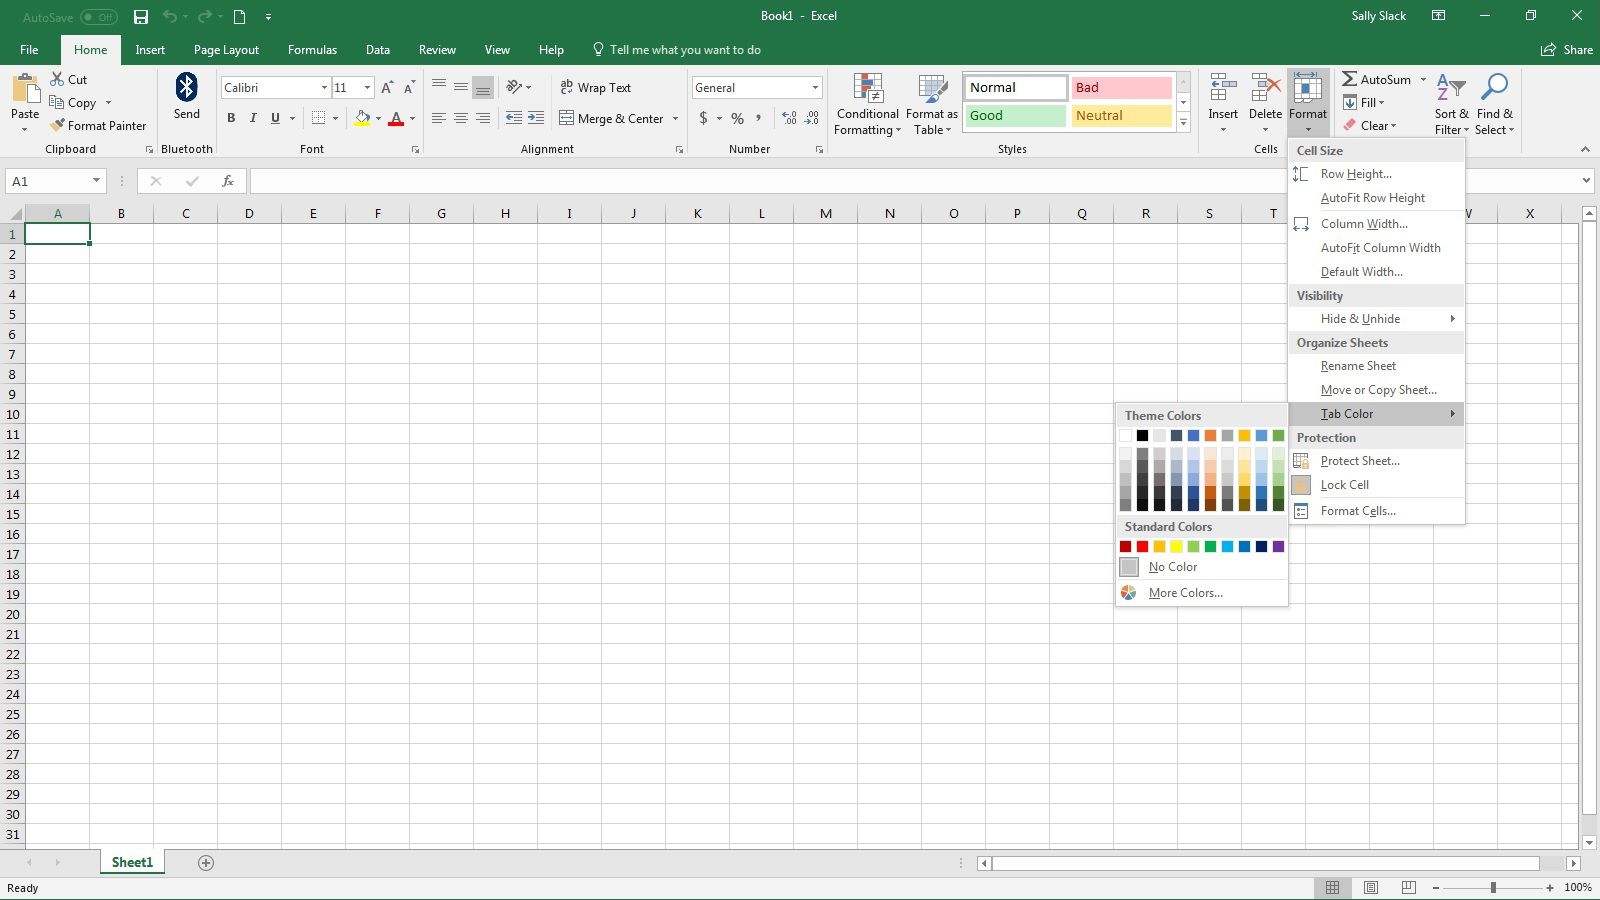 AutoSave Off
Book1 - Excel
Sally Slack
File Home Insert Page Layout Formulas Data Review View Help Tell me what you want to do Share
Paste
Cut
Copy
Format Painter
Clipboard
Send
Bluetooth
Calibri 11
B I U
Font
Wrap Text
Merge & Center
Alignment
General
$ % ,
Number
Conditional Formatting
Format as Table
Normal Bad
Good Neutral
Styles
Insert Delete Format
Cells
AutoSum
Fill
Clear
Sort & Filter
Find & Select
A1
fx
A B C D E F G H I J K L M N O P Q R S T W X
1
2
3
4
5
6
7
8
9
10
11
12
13
14
15
16
17
18
19
20
21
22
23
24
25
26
27
28
29
30
31
Cell Size
Row Height...
AutoFit Row Height
Column Width...
AutoFit Column Width
Default Width...
Visibility
Hide & Unhide
Organize Sheets
Rename Sheet
Move or Copy Sheet...
Tab Color
Protection
Protect Sheet...
Lock Cell
Format Cells...
Theme Colors
Standard Colors
No Color
More Colors...
Sheet1
Ready
100%